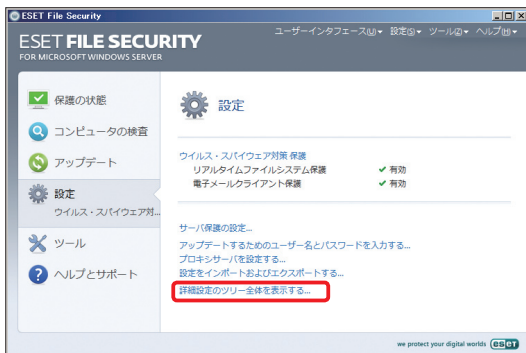 ESET File Security
ESET FILE SECURITY
FOR MICROSOFT WINDOWS SERVER
ユーザーインタフェース(U)▾ 設定(S)▾ ツール(Z)▾ ヘルプ(H)▾
保護の状態
コンピュータの検査
アップデート
設定
ウイルス・スパイウェア対...
ツール
ヘルプとサポート
設定
ウイルス・スパイウェア対策 保護
リアルタイムファイルシステム保護 有効
電子メールクライアント保護 有効
サーバ保護の設定...
アップデートするためのユーザー名とパスワードを入力する...
プロキシサーバを設定する...
設定をインポートおよびエクスポートする...
詳細設定のツリー全体を表示する...
we protect your digital worlds eset